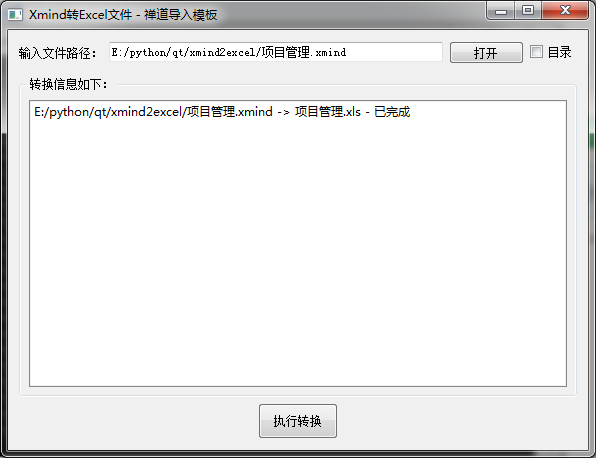 Xmind转Excel文件 - 禅道导入模板
输入文件路径： E:/python/qt/xmind2excel/项目管理.xmind 打开 目录
转换信息如下：
E:/python/qt/xmind2excel/项目管理.xmind -> 项目管理.xls - 已完成
执行转换